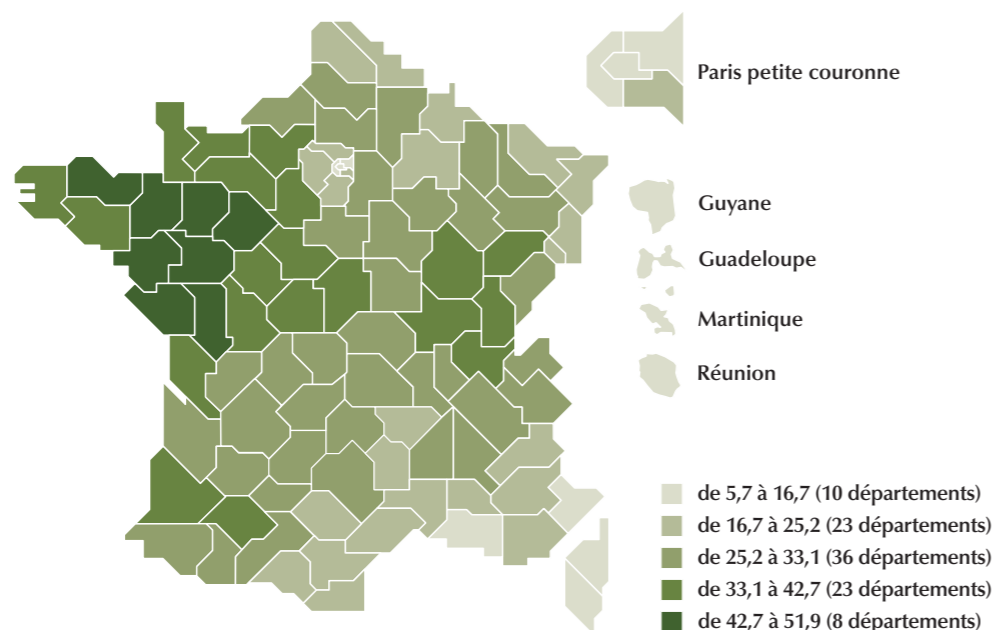 Paris petite couronne
Guyane
Guadeloupe
Martinique
Réunion
de 5,7 à 16,7 (10 départements)
de 16,7 à 25,2 (23 départements)
de 25,2 à 33,1 (36 départements)
de 33,1 à 42,7 (23 départements)
de 42,7 à 51,9 (8 départements)